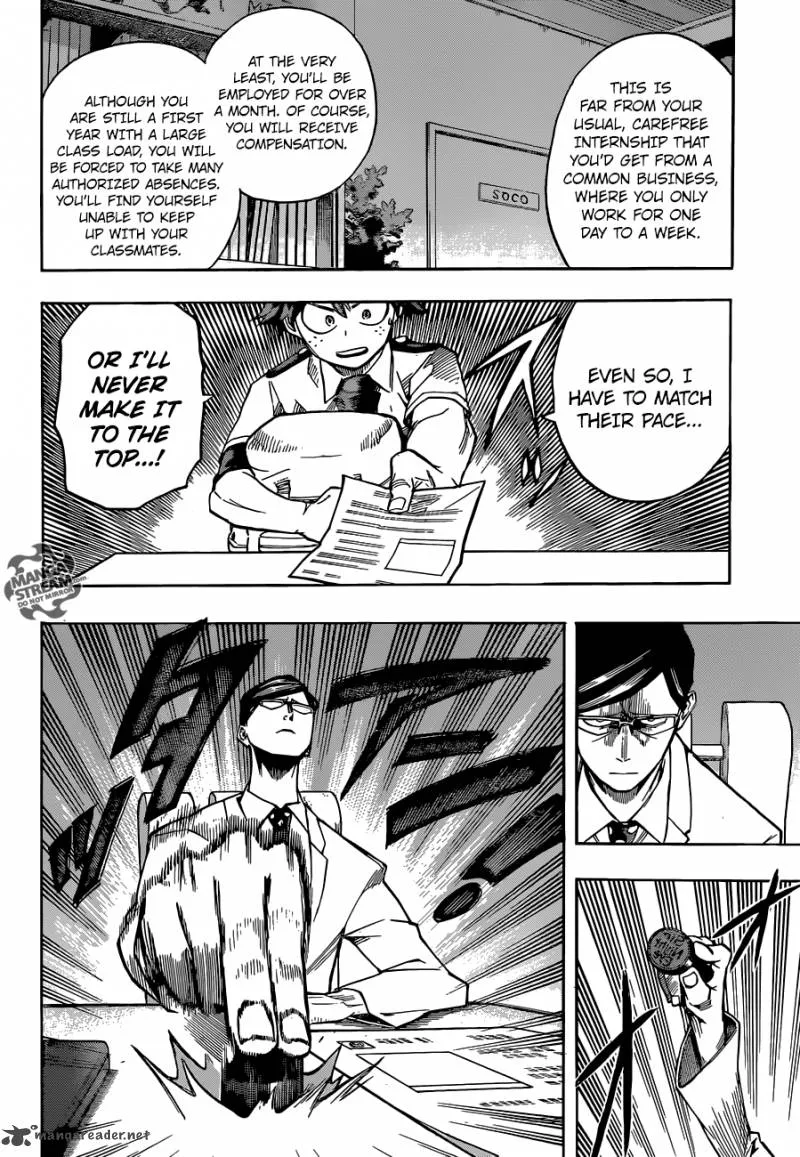 THIS IS
FAR FROM YOUR
USUAL, CAREFREE
INTERNSHIP THAT
YOU'D GET FROM A
COMMON BUSINESS,
WHERE YOU ONLY
WORK FOR ONE
DAY TO A WEEK.
AT THE VERY
LEAST, YOU'LL BE
EMPLOYED FOR OVER
A MONTH. OF COURSE,
YOU WILL RECEIVE
COMPENSATION.
ALTHOUGH YOU
ARE STILL A FIRST
YEAR WITH A LARGE
CLASS LOAD, YOU WILL
BE FORCED TO TAKE MANY
AUTHORIZED ABSENCES.
YOU'LL FIND YOURSELF
UNABLE TO KEEP
UP WITH YOUR
CLASSMATES.
SOCO
EVEN SO, I
HAVE TO MATCH
THEIR PACE...
OR I'LL
NEVER
MAKE IT
TO THE
TOP...!
MANGA
STREAM.com
DO NOT MIRROR
mangareader.net